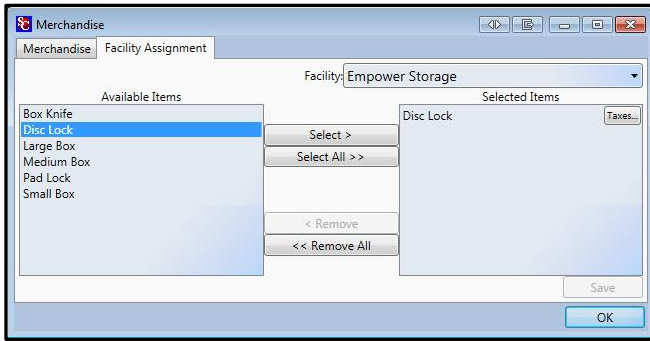 Merchandise
Merchandise Facility Assignment
Facility: Empower Storage
Available Items
Selected Items
Box Knife
Disc Lock
Large Box
Medium Box
Pad Lock
Small Box
Select >
Select All >>
< Remove
<< Remove All
Disc Lock Taxes...
Save
OK